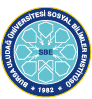 BURSA ULUDAĞ ÜNİVERSİTESİ SOSYAL BİLİMLER ENSTİTÜSÜ
SBE
1982